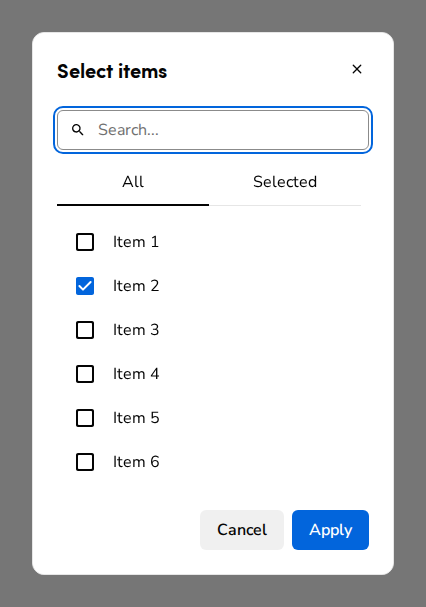 Select items
Search...
All
Selected
Item 1
Item 2
Item 3
Item 4
Item 5
Item 6
Cancel
Apply